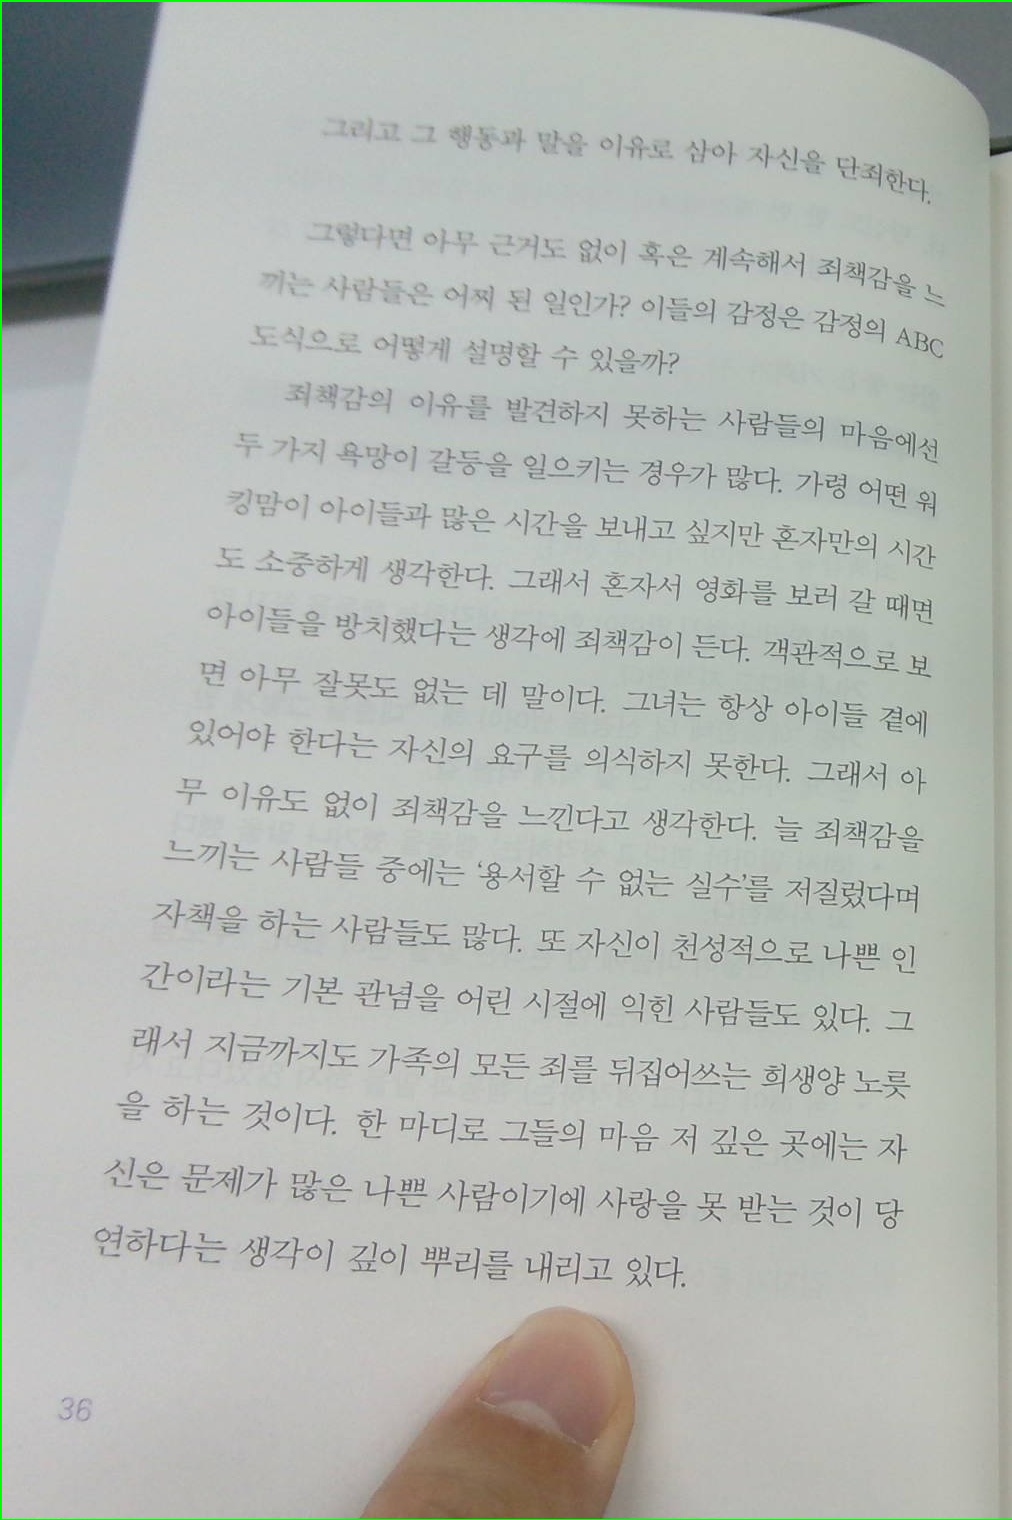 그리고 그 행동과 말을 이유로 삼아 자신을 단죄한다.
그렇다면 아무 근거도 없이 혹은 계속해서 죄책감을 느
끼는 사람들은 어찌 된 일인가? 이들의 감정은 감정의 ABC
도식으로 어떻게 설명할 수 있을까?
죄책감의 이유를 발견하지 못하는 사람들의 마음에선
두 가지 욕망이 갈등을 일으키는 경우가 많다. 가령 어떤 워
킹맘이 아이들과 많은 시간을 보내고 싶지만 혼자만의 시간
도 소중하게 생각한다. 그래서 혼자서 영화를 보러 갈 때면
아이들을 방치했다는 생각에 죄책감이 든다. 객관적으로 보
면 아무 잘못도 없는 데 말이다. 그녀는 항상 아이들 곁에
있어야 한다는 자신의 요구를 의식하지 못한다. 그래서 아
무 이유도 없이 죄책감을 느낀다고 생각한다. 늘 죄책감을
느끼는 사람들 중에는 ‘용서할 수 없는 실수’를 저질렀다며
자책을 하는 사람들도 많다. 또 자신이 천성적으로 나쁜 인
간이라는 기본 관념을 어린 시절에 익힌 사람들도 있다. 그
래서 지금까지도 가족의 모든 죄를 뒤집어쓰는 희생양 노릇
을 하는 것이다. 한 마디로 그들의 마음 저 깊은 곳에는 자
신은 문제가 많은 나쁜 사람이기에 사랑을 못 받는 것이 당
연하다는 생각이 깊이 뿌리를 내리고 있다.
36